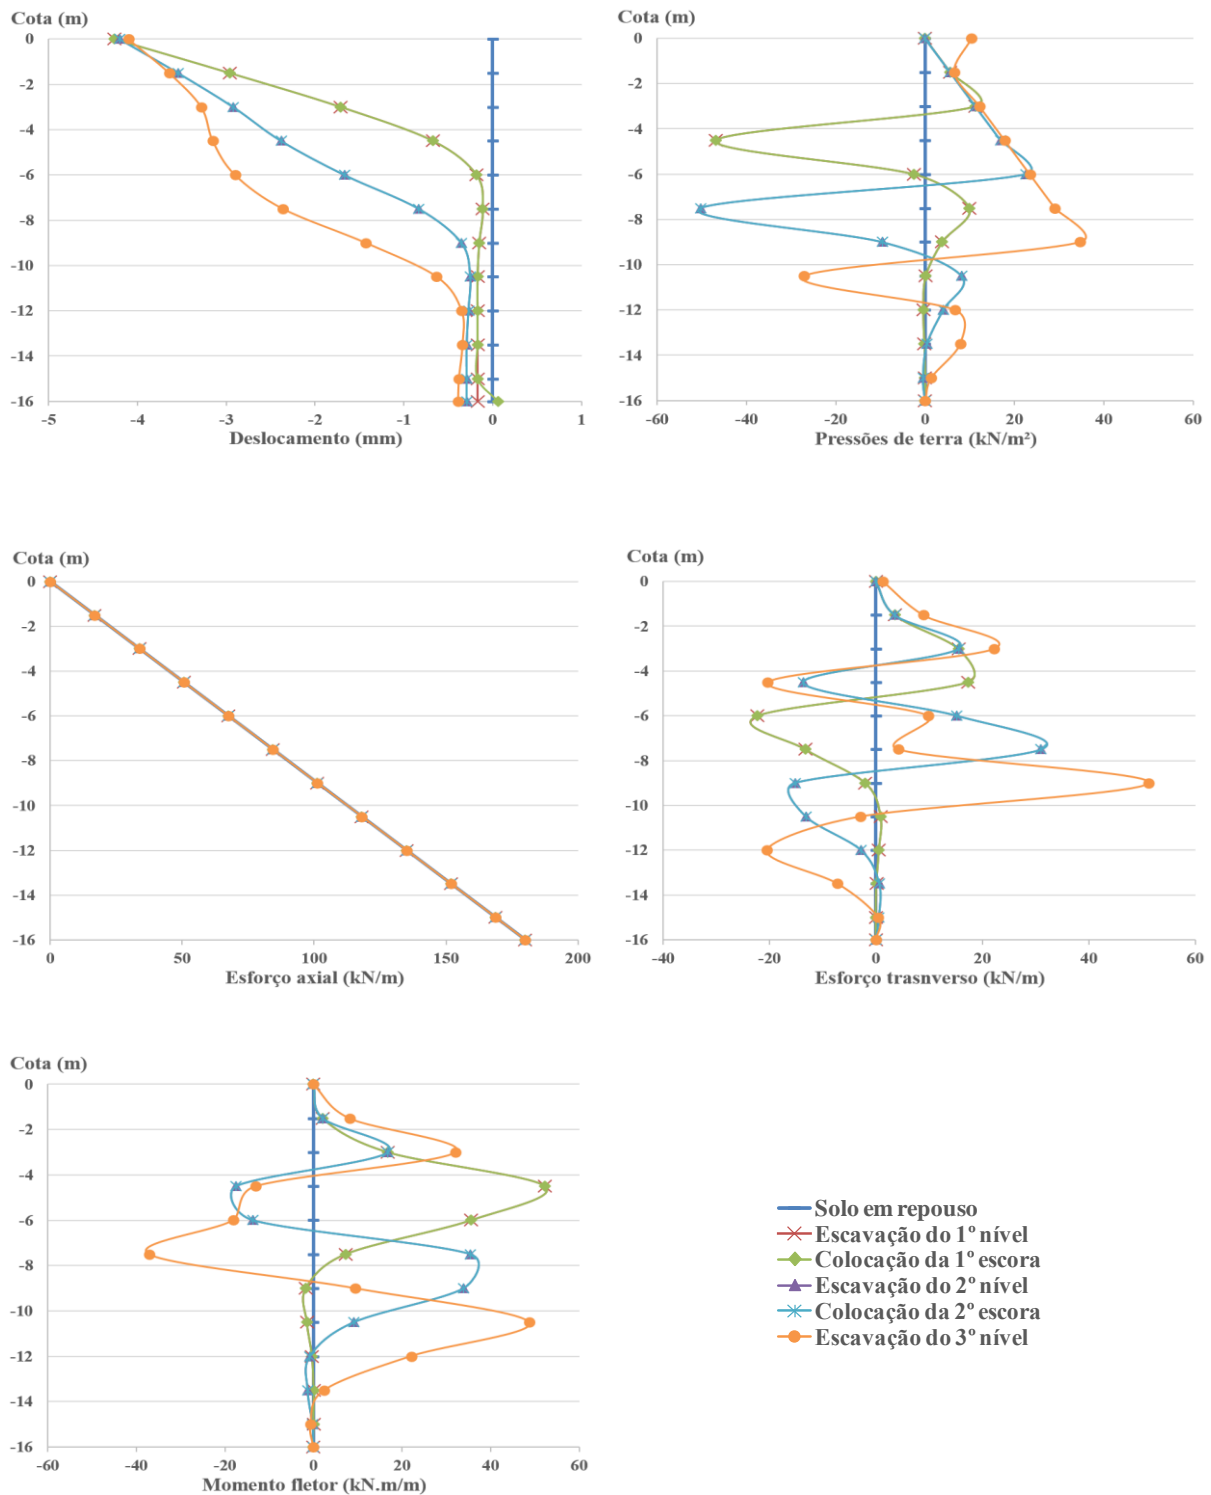 Cota (m)
0
-2
-4
-6
-8
-10
-12
-14
-16
-5 -4 -3 -2 -1 0 1
Deslocamento (mm)
Cota (m)
0
-2
-4
-6
-8
-10
-12
-14
-16
-60 -40 -20 0 20 40 60
Pressões de terra (kN/m²)
Cota (m)
0
-2
-4
-6
-8
-10
-12
-14
-16
0 50 100 150 200
Esforço axial (kN/m)
Cota (m)
0
-2
-4
-6
-8
-10
-12
-14
-16
-40 -20 0 20 40 60
Esforço trasnverso (kN/m)
Cota (m)
0
-2
-4
-6
-8
-10
-12
-14
-16
-60 -40 -20 0 20 40 60
Momento fletor (kN.m/m)
Solo em repouso
Escavação do 1º nível
Colocação da 1º escora
Escavação do 2º nível
Colocação da 2º escora
Escavação do 3º nível